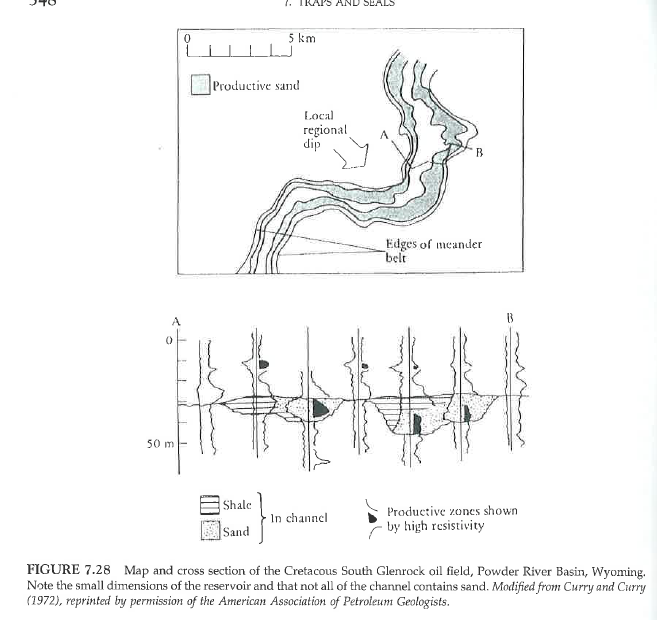 548
7. TRAPS AND SEALS
0 5 km
Productive sand
Local
regional
dip
A
B
Edges of meander
belt
A
B
0
50 m
Shale
Sand
In channel
Productive zones shown
by high resistivity
FIGURE 7.28 Map and cross section of the Cretacous South Glenrock oil field, Powder River Basin, Wyoming.
Note the small dimensions of the reservoir and that not all of the channel contains sand. Modified from Curry and Curry
(1972), reprinted by permission of the American Association of Petroleum Geologists.